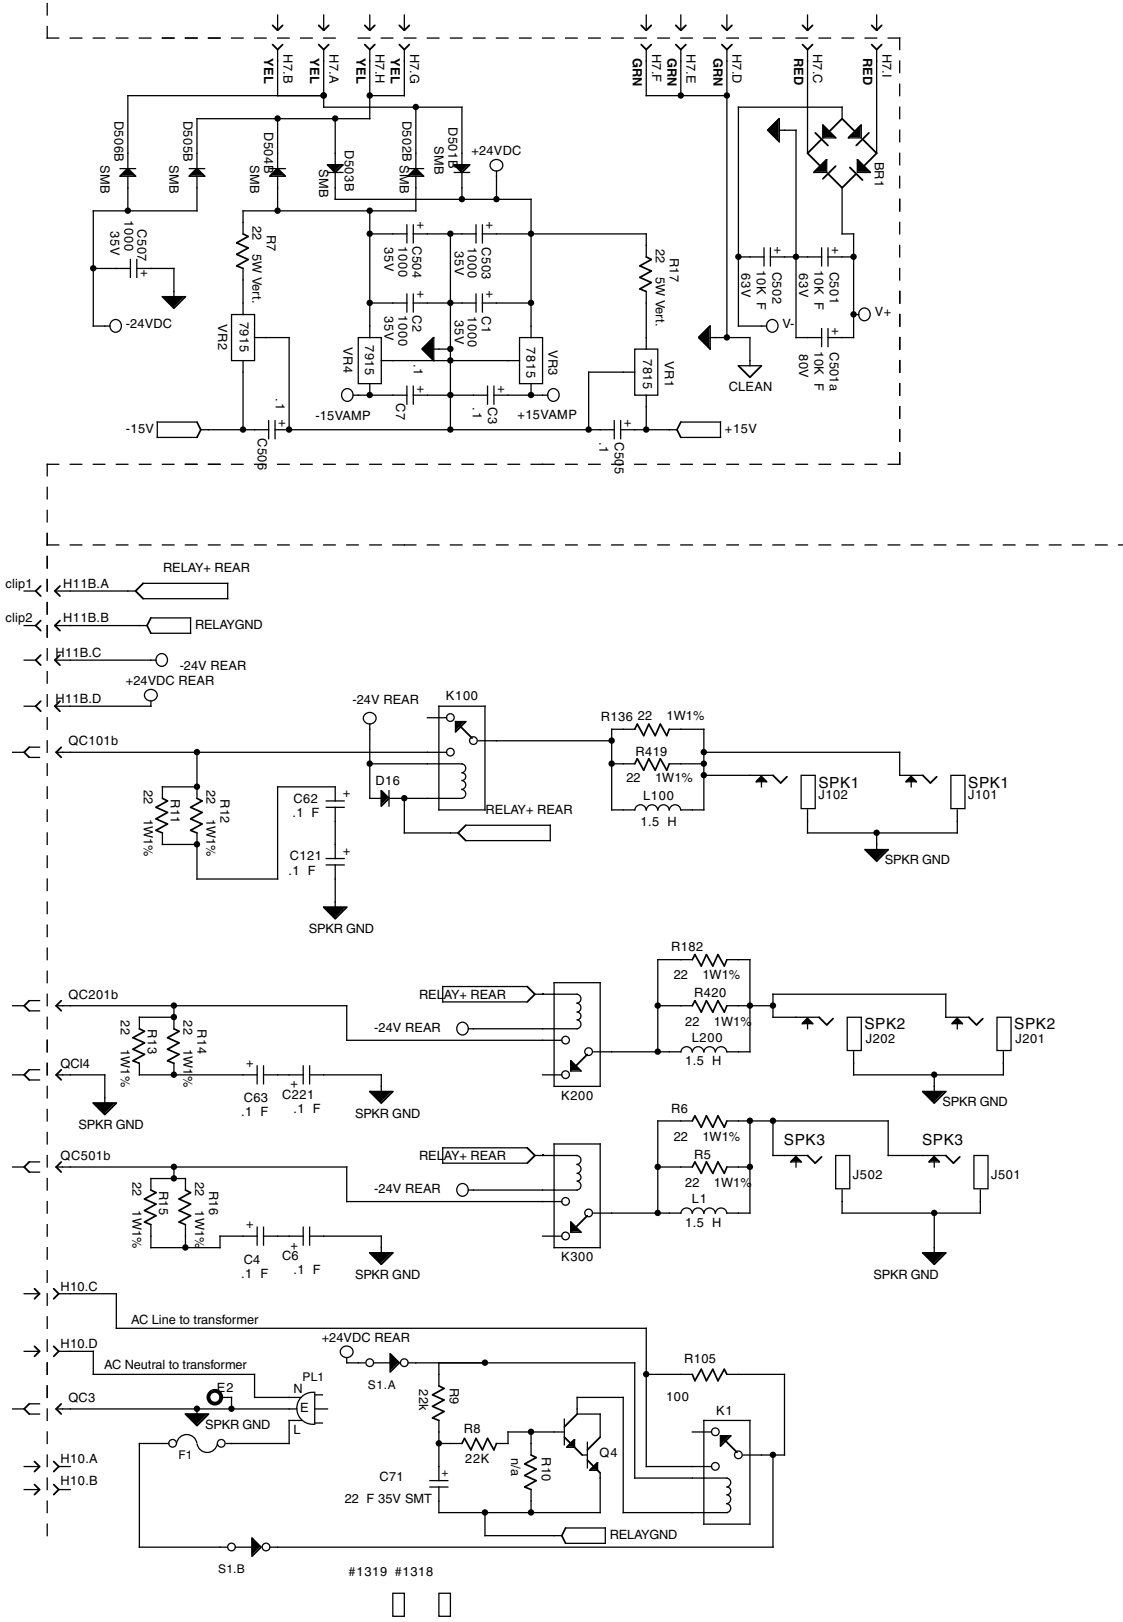 H7.B
YEL
H7.A
YEL
H7.H
YEL
H7.G
YEL
H7.F
GRN
H7.E
GRN
H7.D
GRN
H7.C
RED
H7.I
RED
D506B
SMB
D505B
SMB
D504B
SMB
D503B
SMB
D502B
SMB
D501B
SMB
+24VDC
BR1
C507
1000
35V
+
-24VDC
R7
22
5W Vert.
7915
VR2
C504
1000
35V
+
C503
1000
35V
+
C2
1000
35V
+
C1
1000
35V
+
R17
22
5W Vert.
C502
10K F
63V
+
C501
10K F
63V
+
V-
V+
C501a
10K F
80V
+
CLEAN
7915
VR4
.1
7815
VR3
7815
VR1
-15VAMP
C7
+
C3
.1
+
+15VAMP
-15V
.1
C506
+
C505
.1
+
+15V
RELAY+ REAR
clip1
H11B.A
clip2
H11B.B
RELAYGND
H11B.C
-24V REAR
+24VDC REAR
H11B.D
QC101b
-24V REAR
K100
D16
RELAY+ REAR
R136 22 1W1%
R419
22 1W1%
L100
1.5 H
SPK1
J102
SPK1
J101
SPKR GND
22
R11
1W1%
22
R12
1W1%
C62
.1 F
+
C121
.1 F
+
SPKR GND
QC201b
RELAY+ REAR
-24V REAR
K200
R182
22 1W1%
R420
22 1W1%
L200
1.5 H
SPK2
J202
SPK2
J201
SPKR GND
22
R13
1W1%
22
R14
1W1%
QCI4
SPKR GND
+
C63
.1 F
+
C221
.1 F
SPKR GND
QC501b
RELAY+ REAR
-24V REAR
K300
R6
22 1W1%
R5
22 1W1%
L1
1.5 H
SPK3
J502
SPK3
J501
SPKR GND
22
R15
1W1%
22
R16
1W1%
+
C4
.1 F
+
C6
.1 F
SPKR GND
H10.C
AC Line to transformer
H10.D
AC Neutral to transformer
PL1
N
E
L
E2
QC3
SPKR GND
F1
H10.A
H10.B
+24VDC REAR
S1.A
R9
22k
R8
22K
R10
n/a
Q4
C71
+
22 F 35V SMT
R105
100
K1
RELAYGND
S1.B
#1319 #1318